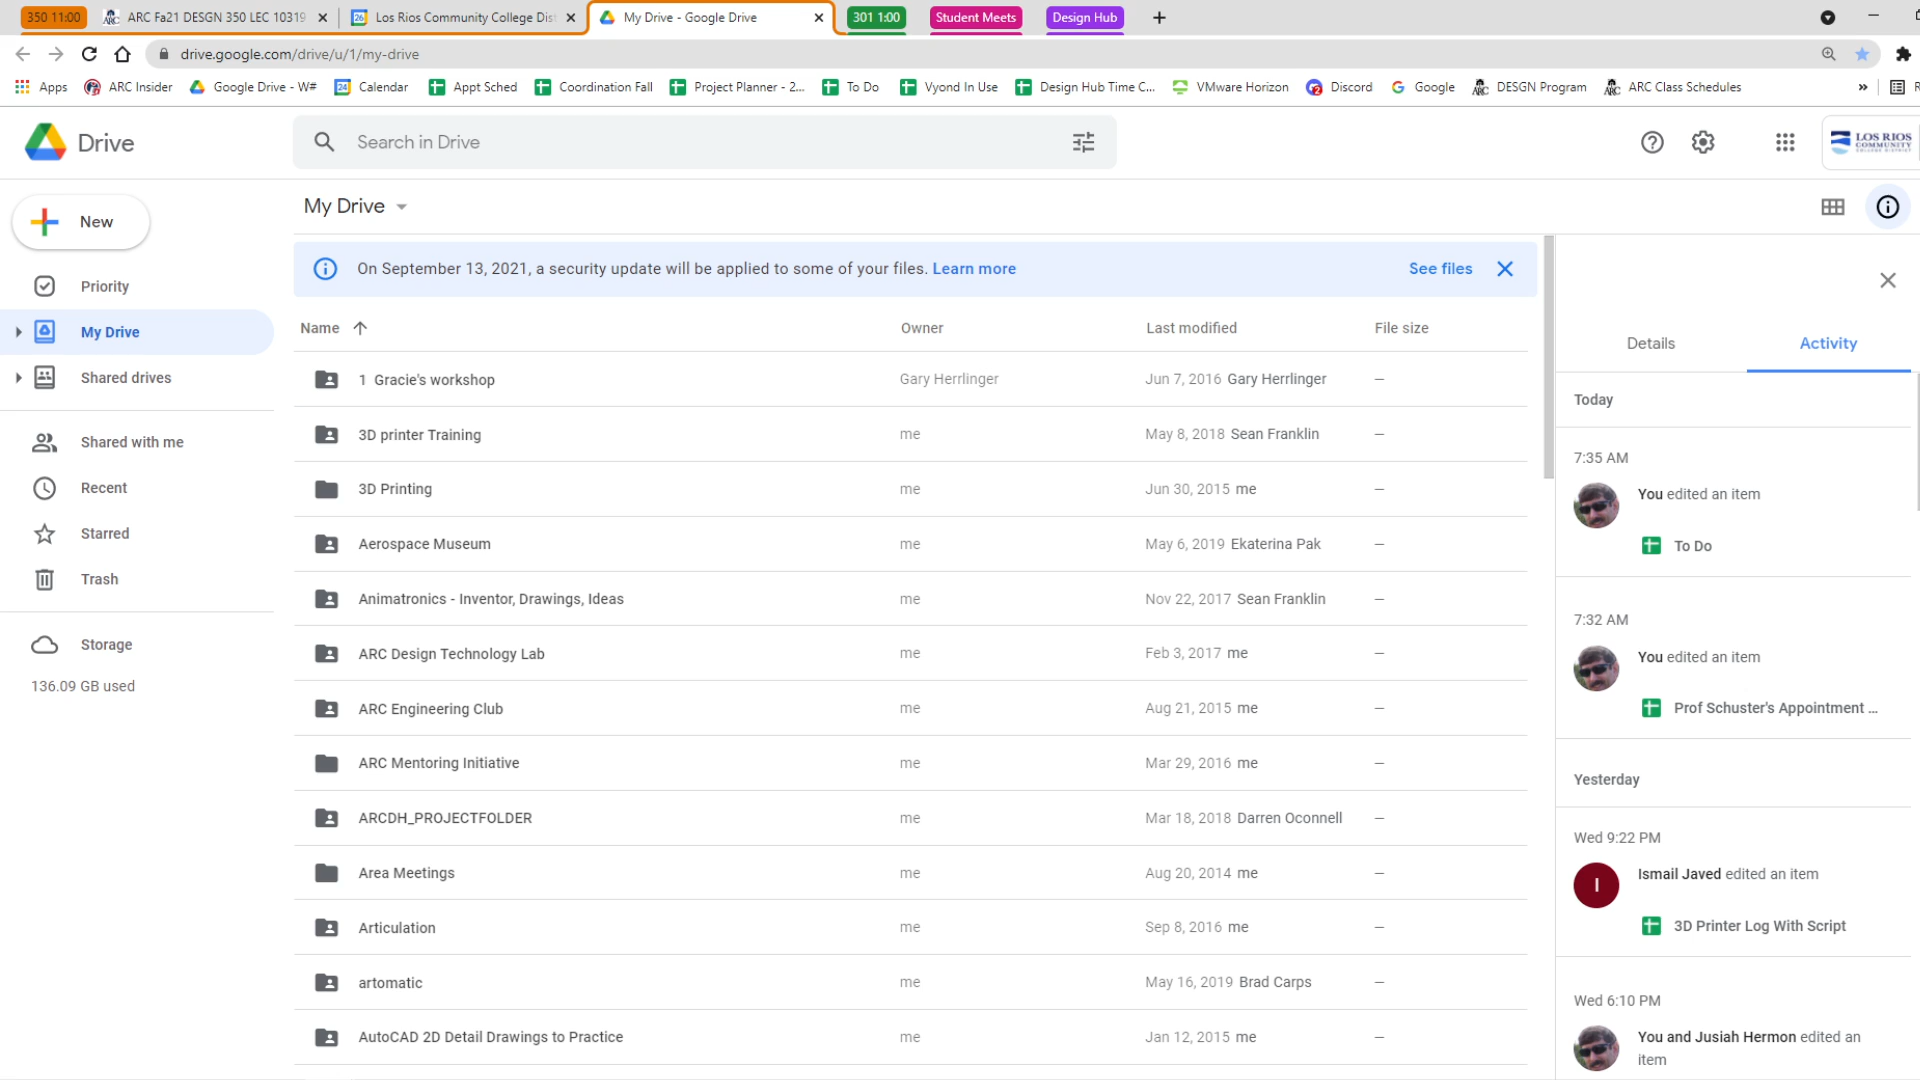 350 11:00
ARC Fa21 DESGN 350 LEC 10319
Los Rios Community College Dis
My Drive - Google Drive
301 1:00
Student Meets
Design Hub
drive.google.com/drive/u/1/my-drive
Apps
ARC Insider
Google Drive - W#
Calendar
Appt Sched
Coordination Fall
Project Planner - 2...
To Do
Vyond In Use
Design Hub Time C...
VMware Horizon
Discord
Google
DESGN Program
ARC Class Schedules
»
Drive
Search in Drive
LOS RIOS
COMMUNITY
COLLEGE DISTRICT
New
My Drive
Priority
My Drive
Shared drives
Shared with me
Recent
Starred
Trash
Storage
136.09 GB used
On September 13, 2021, a security update will be applied to some of your files. Learn more
See files
Name Owner Last modified File size
1 Gracie's workshop Gary Herrlinger Jun 7, 2016 Gary Herrlinger –
3D printer Training me May 8, 2018 Sean Franklin –
3D Printing me Jun 30, 2015 me –
Aerospace Museum me May 6, 2019 Ekaterina Pak –
Animatronics - Inventor, Drawings, Ideas me Nov 22, 2017 Sean Franklin –
ARC Design Technology Lab me Feb 3, 2017 me –
ARC Engineering Club me Aug 21, 2015 me –
ARC Mentoring Initiative me Mar 29, 2016 me –
ARCDH_PROJECTFOLDER me Mar 18, 2018 Darren Oconnell –
Area Meetings me Aug 20, 2014 me –
Articulation me Sep 8, 2016 me –
artomatic me May 16, 2019 Brad Carps –
AutoCAD 2D Detail Drawings to Practice me Jan 12, 2015 me –
Details
Activity
Today
7:35 AM
You edited an item
To Do
7:32 AM
You edited an item
Prof Schuster's Appointment ...
Yesterday
Wed 9:22 PM
I
Ismail Javed edited an item
3D Printer Log With Script
Wed 6:10 PM
You and Jusiah Hermon edited an
item